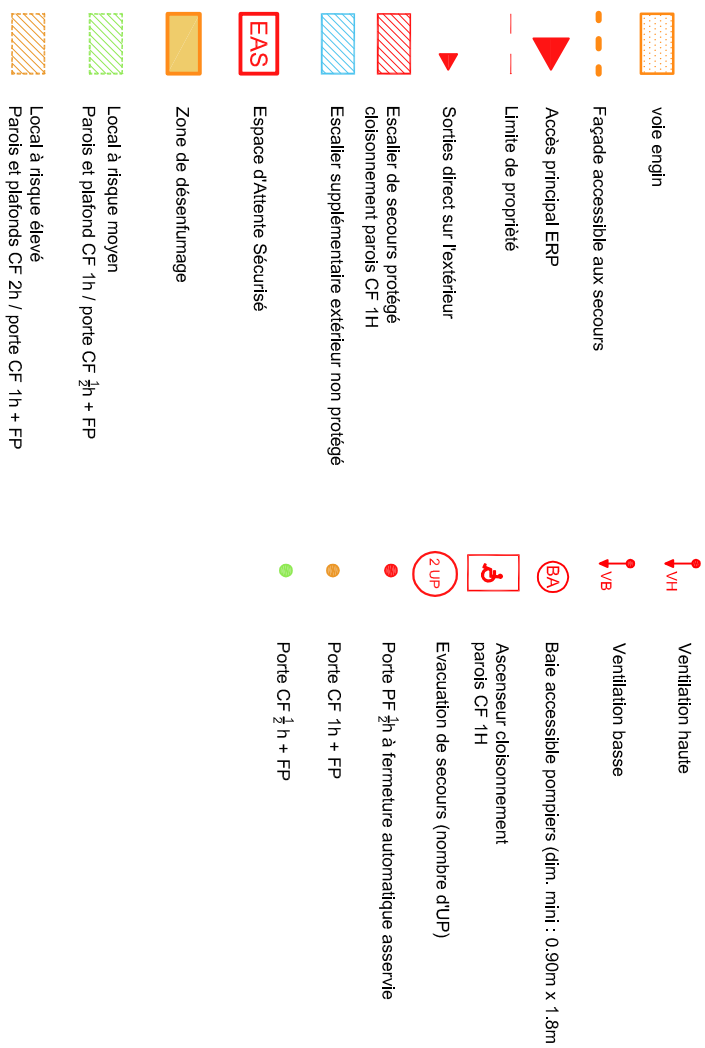 voie engin
Façade accessible aux secours
Accès principal ERP
Limite de propriété
Sorties direct sur l'extérieur
Escalier de secours protégé
cloisonnement parois CF 1H
Escalier supplémentaire extérieur non protégé
EAS
Espace d'Attente Sécurisé
Zone de désenfumage
Local à risque moyen
Parois et plafond CF 1h / porte CF ½h + FP
Local à risque élevé
Parois et plafonds CF 2h / porte CF 1h + FP
VH
Ventilation haute
VB
Ventilation basse
BA
Baie accessible pompiers (dim. mini : 0.90m x 1.8m
Ascenseur cloisonnement
parois CF 1H
2 UP
Evacuation de secours (nombre d'UP)
Porte PF ½h à fermeture automatique asservie
Porte CF 1h + FP
Porte CF ½ h + FP